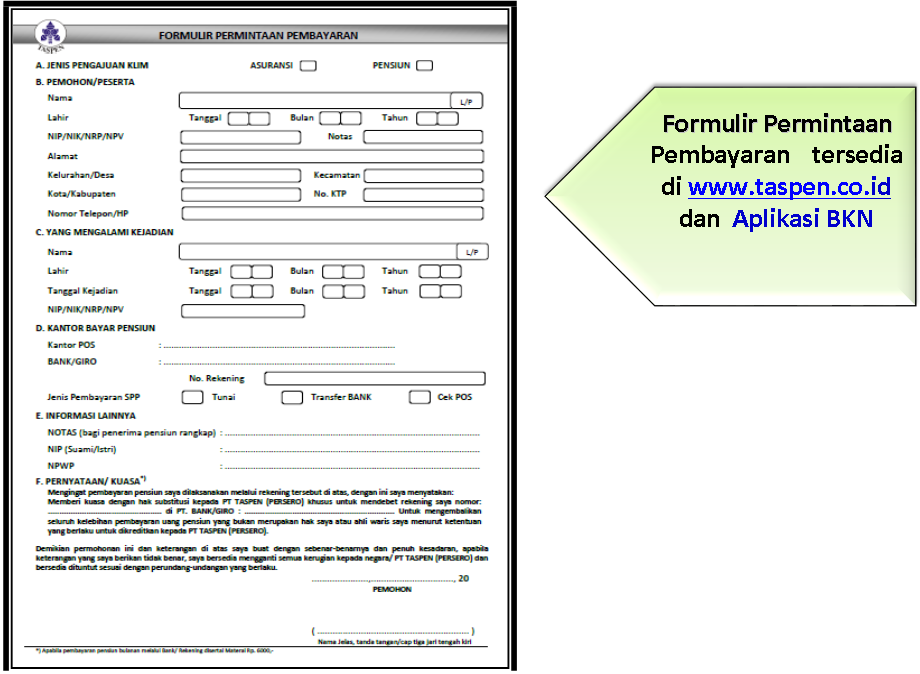 TASPEN
FORMULIR PERMINTAAN PEMBAYARAN
A. JENIS PENGAJUAN KLIM ASURANSI PENSIUN
B. PEMOHON/PESERTA
Nama L/P
Lahir Tanggal Bulan Tahun
NIP/NIK/NRP/NPV Notas
Alamat
Kelurahan/Desa Kecamatan
Kota/Kabupaten No. KTP
Nomor Telepon/HP
C. YANG MENGALAMI KEJADIAN
Nama L/P
Lahir Tanggal Bulan Tahun
Tanggal Kejadian Tanggal Bulan Tahun
NIP/NIK/NRP/NPV
D. KANTOR BAYAR PENSIUN
Kantor POS : ................................................................................
BANK/GIRO : ................................................................................
No. Rekening
Jenis Pembayaran SPP Tunai Transfer BANK Cek POS
E. INFORMASI LAINNYA
NOTAS (bagi penerima pensiun rangkap) : ................................................................................
NIP (Suami/Istri) : ................................................................................
NPWP : ................................................................................
F. PERNYATAAN/ KUASA*)
Mengingat pembayaran pensiun saya dilaksanakan melalui rekening tersebut di atas, dengan ini saya menyatakan:
Memberi kuasa dengan hak substitusi kepada PT TASPEN (PERSERO) khusus untuk mendebet rekening saya nomor:
........................................ di PT. BANK/GIRO : .................................................... Untuk mengembalikan
seluruh kelebihan pembayaran uang pensiun yang bukan merupakan hak saya atau ahli waris saya menurut ketentuan
yang berlaku untuk dikreditkan kepada PT TASPEN (PERSERO).
Demikian permohonan ini dan keterangan di atas saya buat dengan sebenar-benarnya dan penuh kesadaran, apabila
keterangan yang saya berikan tidak benar, saya bersedia mengganti semua kerugian kepada negara/ PT TASPEN (PERSERO) dan
bersedia dituntut sesuai dengan perundang-undangan yang berlaku.
...................,............................, 20
PEMOHON
( ...................................................... )
Nama Jelas, tanda tangan/cap tiga jari tengah kiri
*) Apabila pembayaran pensiun bulanan melalui Bank/ Rekening disertai Materai Rp. 6000,-
Formulir Permintaan
Pembayaran tersedia
di www.taspen.co.id
dan Aplikasi BKN